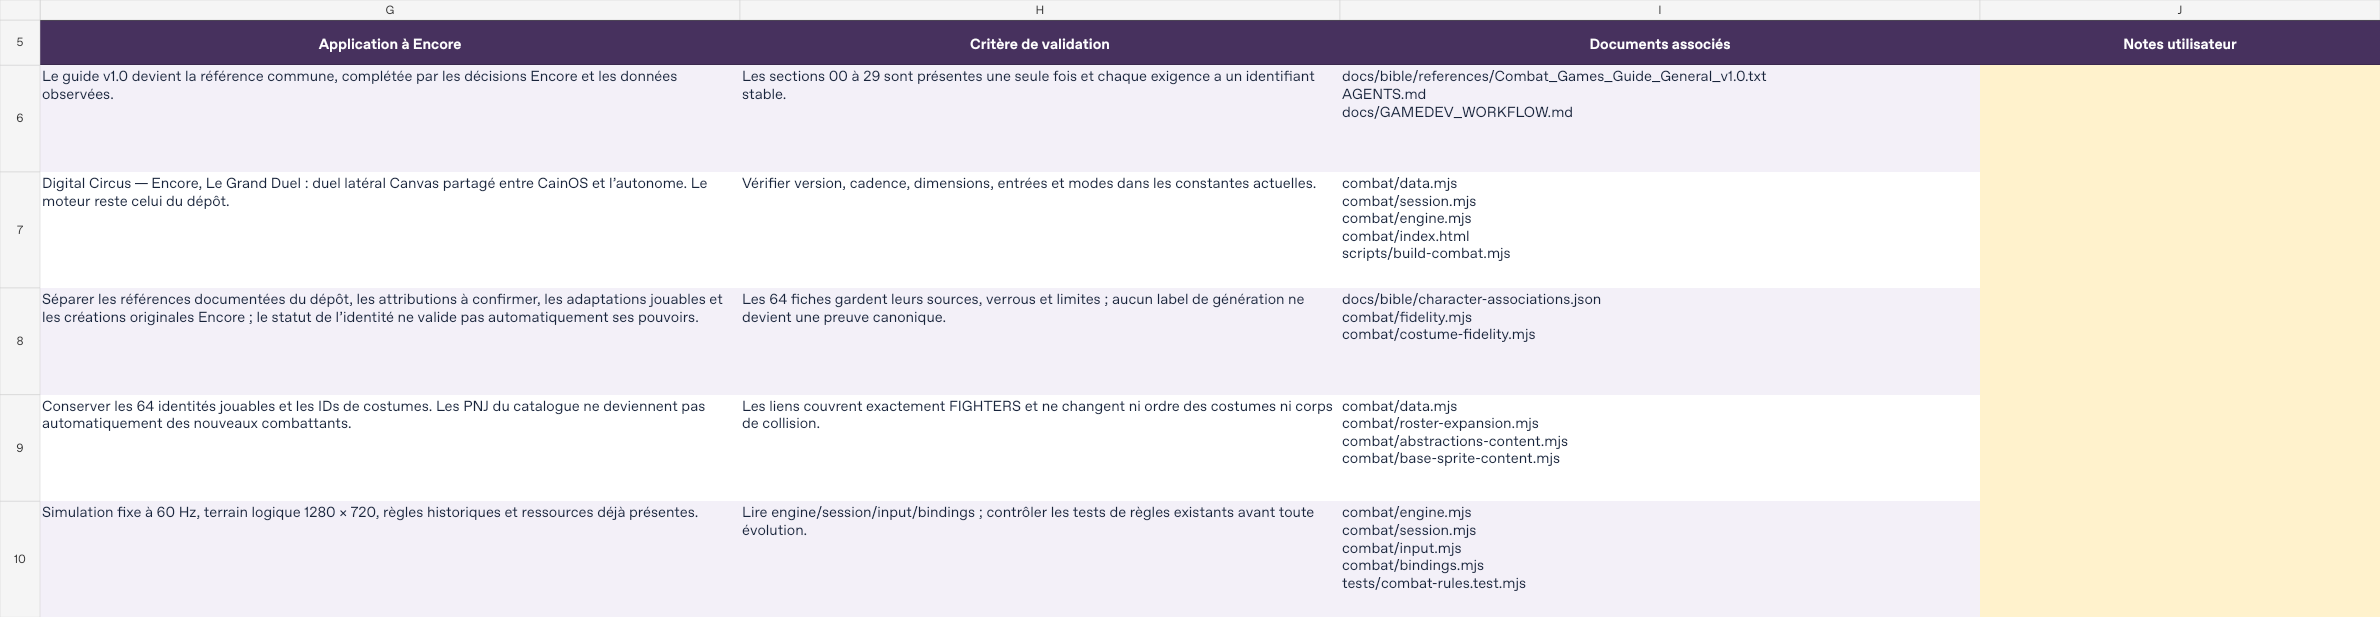 G H I J
5 Application à Encore Critère de validation Documents associés Notes utilisateur
6
Le guide v1.0 devient la référence commune, complétée par les décisions Encore et les données
observées.
Les sections 00 à 29 sont présentes une seule fois et chaque exigence a un identifiant
stable.
docs/bible/references/Combat_Games_Guide_General_v1.0.txt
AGENTS.md
docs/GAMEDEV_WORKFLOW.md
7
Digital Circus — Encore, Le Grand Duel : duel latéral Canvas partagé entre CainOS et l’autonome. Le
moteur reste celui du dépôt.
Vérifier version, cadence, dimensions, entrées et modes dans les constantes actuelles.
combat/data.mjs
combat/session.mjs
combat/engine.mjs
combat/index.html
scripts/build-combat.mjs
8
Séparer les références documentées du dépôt, les attributions à confirmer, les adaptations jouables et
les créations originales Encore ; le statut de l’identité ne valide pas automatiquement ses pouvoirs.
Les 64 fiches gardent leurs sources, verrous et limites ; aucun label de génération ne
devient une preuve canonique.
docs/bible/character-associations.json
combat/fidelity.mjs
combat/costume-fidelity.mjs
9
Conserver les 64 identités jouables et les IDs de costumes. Les PNJ du catalogue ne deviennent pas
automatiquement des nouveaux combattants.
Les liens couvrent exactement FIGHTERS et ne changent ni ordre des costumes ni corps
de collision.
combat/data.mjs
combat/roster-expansion.mjs
combat/abstractions-content.mjs
combat/base-sprite-content.mjs
10
Simulation fixe à 60 Hz, terrain logique 1280 × 720, règles historiques et ressources déjà présentes.
Lire engine/session/input/bindings ; contrôler les tests de règles existants avant toute
évolution.
combat/engine.mjs
combat/session.mjs
combat/input.mjs
combat/bindings.mjs
tests/combat-rules.test.mjs